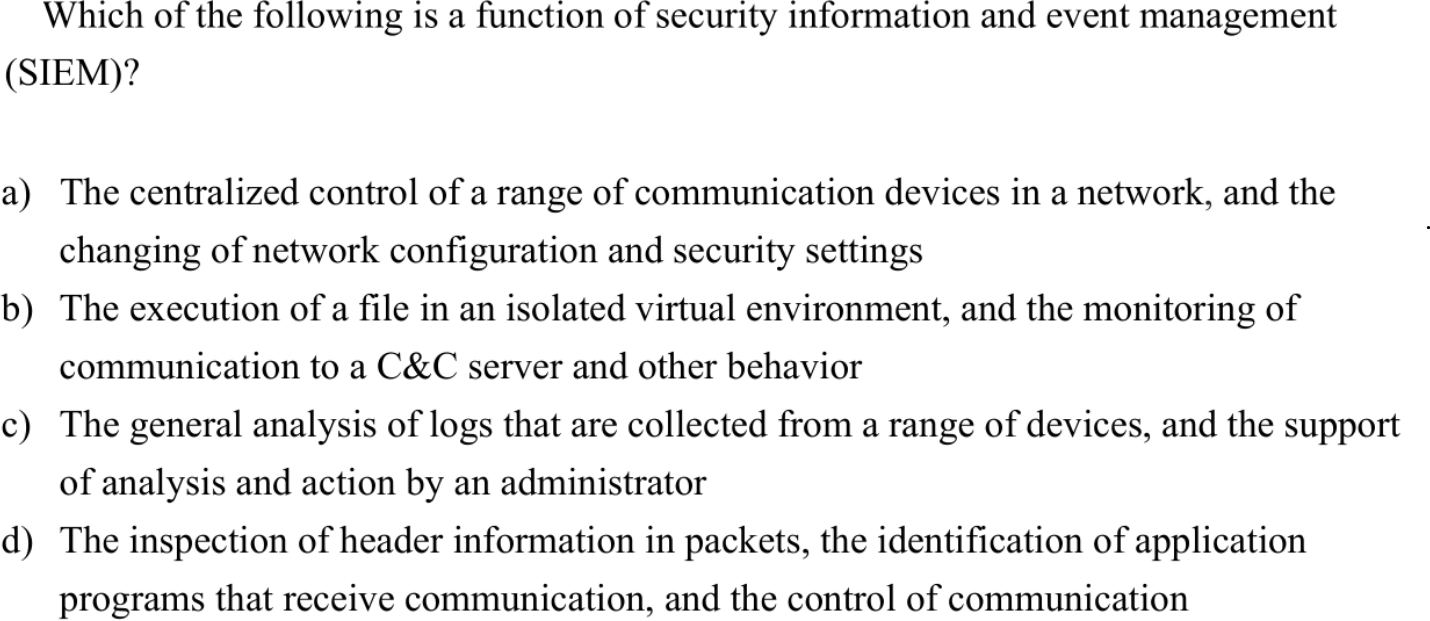 Which of the following is a function of security information and event management
(SIEM)?
a) The centralized control of a range of communication devices in a network, and the
changing of network configuration and security settings
b) The execution of a file in an isolated virtual environment, and the monitoring of
communication to a C&C server and other behavior
c) The general analysis of logs that are collected from a range of devices, and the support
of analysis and action by an administrator
d) The inspection of header information in packets, the identification of application
programs that receive communication, and the control of communication